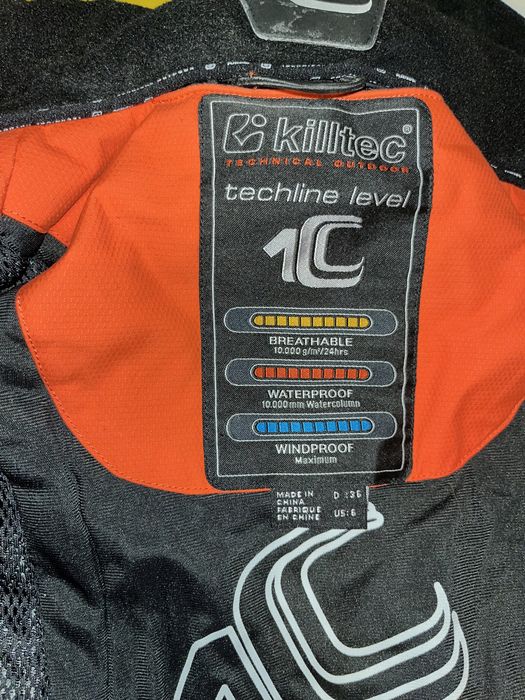 killtec®
TECHNICAL OUTDOOR
techline level
10
BREATHABLE
10.000 g/m²/24hrs
WATERPROOF
10.000 mm Watercolumn
WINDPROOF
Maximum
MADE IN
CHINA
FABRIQUE
EN CHINE
D :36
US: 6